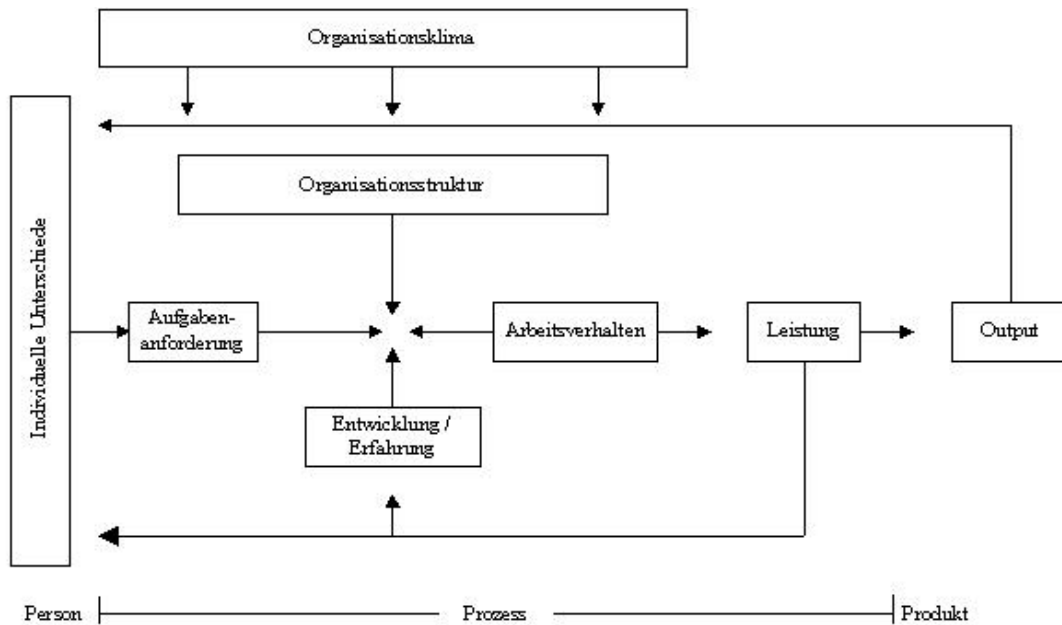 Organisationsklima
Organisationsstruktur
Individuelle Unterschiede
Aufgaben-
anforderung
Arbeitsverhalten
Leistung
Output
Entwicklung /
Erfahrung
Person
Prozess
Produkt